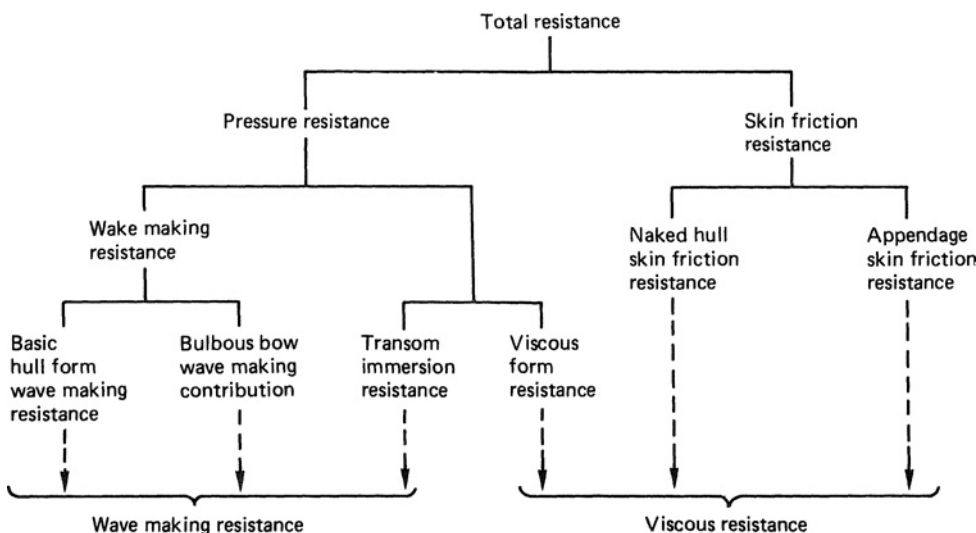 Total resistance
Pressure resistance
Skin friction
resistance
Wake making
resistance
Naked hull
skin friction
resistance
Appendage
skin friction
resistance
Basic
hull form
wave making
resistance
Bulbous bow
wave making
contribution
Transom
immersion
resistance
Viscous
form
resistance
Wave making resistance
Viscous resistance